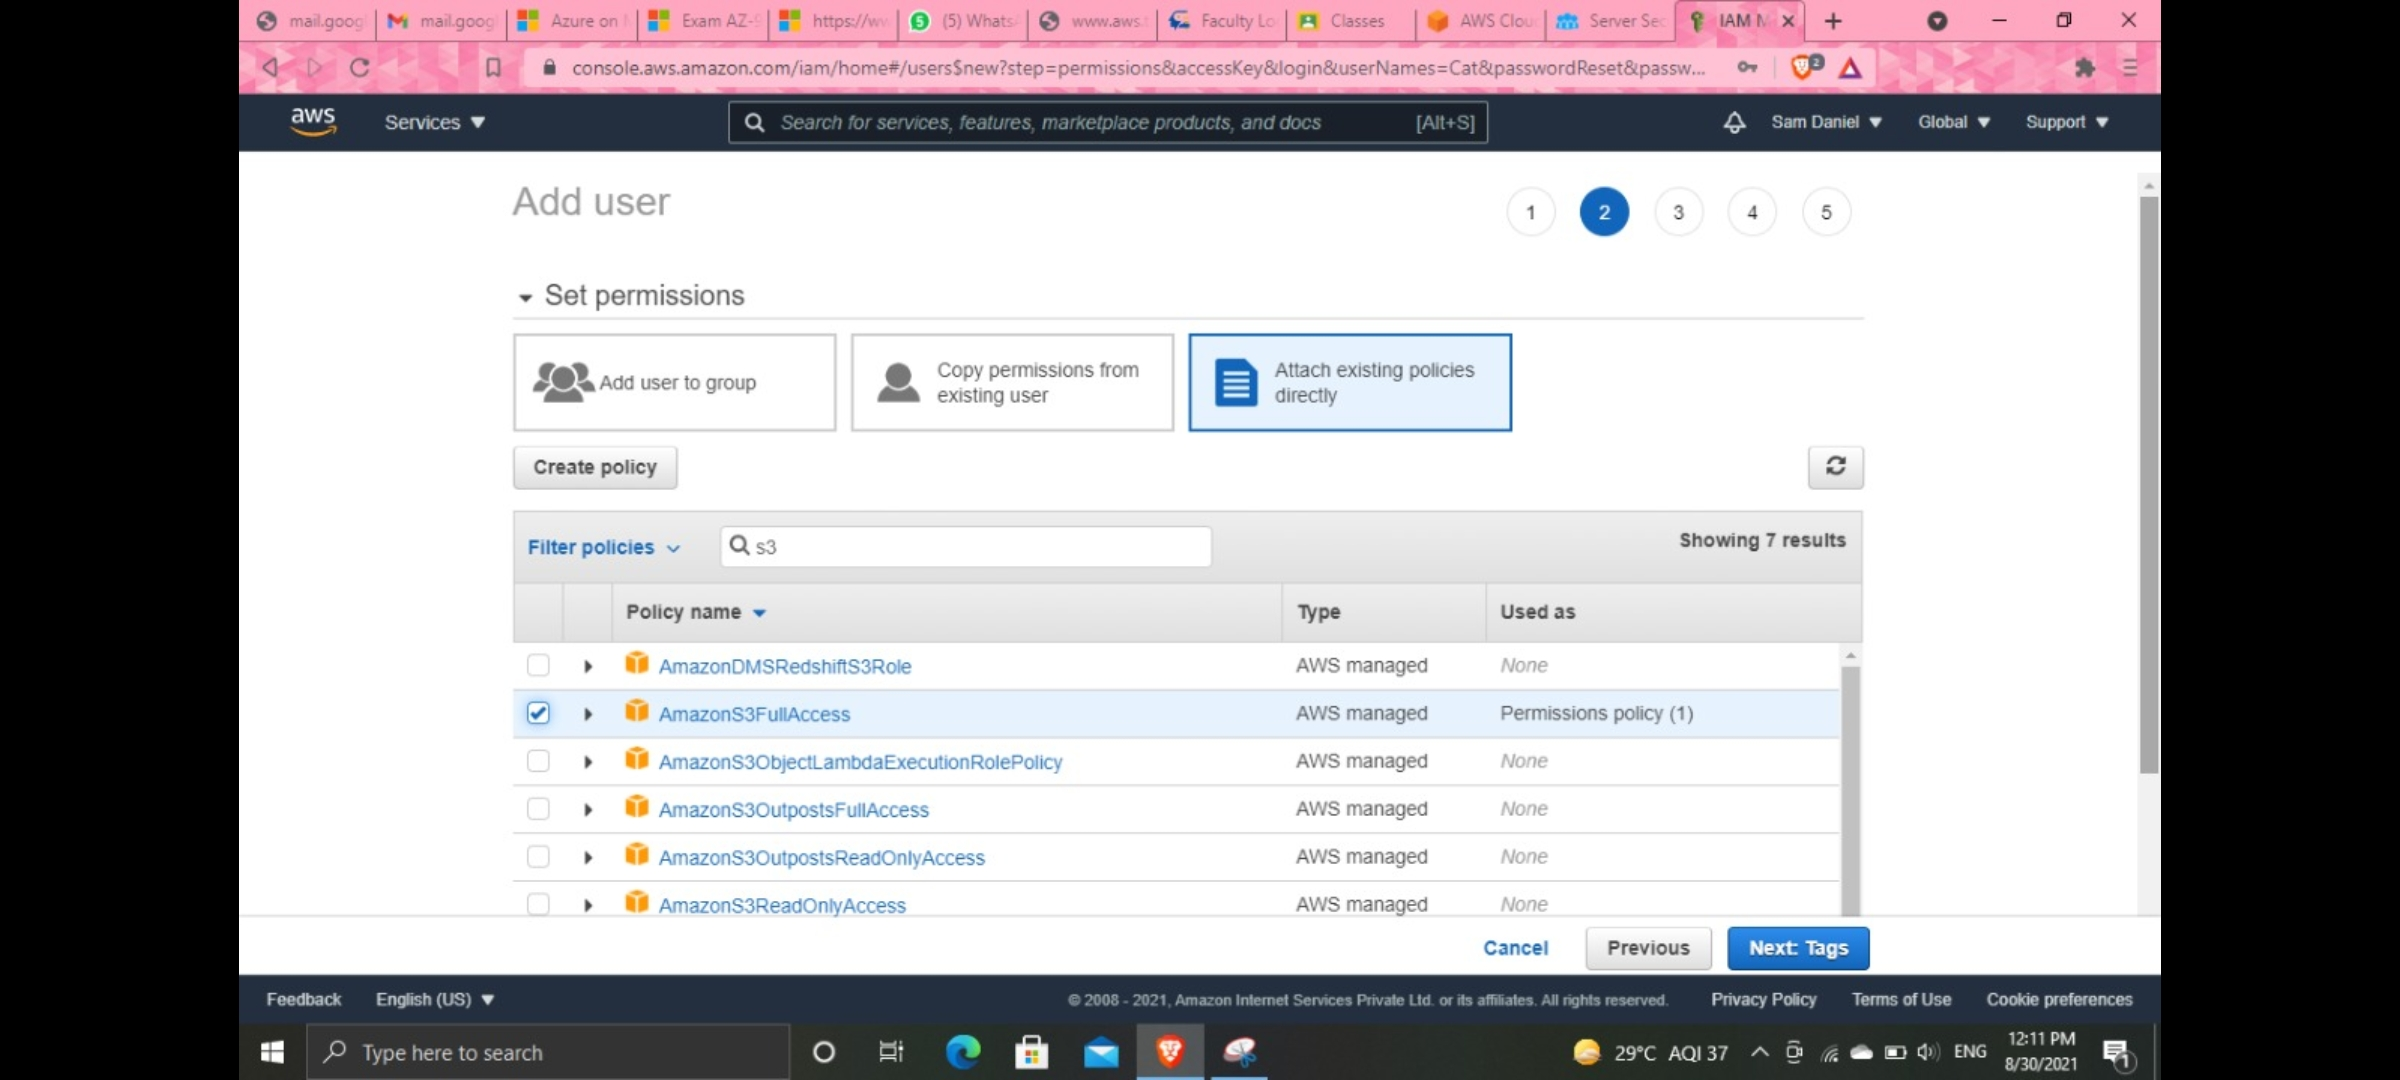 mail.goog
mail.goog
Azure on
Exam AZ-9
https://ww
(5) Whats
www.aws.
Faculty Lo
Classes
AWS Clou
Server Sec
IAM M
console.aws.amazon.com/iam/home#/users$new?step=permissions&accessKey&login&userNames=Cat&passwordReset&passw...
2
aws
Services
Search for services, features, marketplace products, and docs [Alt+S]
Sam Daniel
Global
Support
Add user
1 2 3 4 5
Set permissions
Add user to group
Copy permissions from
existing user
Attach existing policies
directly
Create policy
Filter policies
s3
Showing 7 results
Policy name Type Used as
AmazonDMSRedshiftS3Role AWS managed None
AmazonS3FullAccess AWS managed Permissions policy (1)
AmazonS3ObjectLambdaExecutionRolePolicy AWS managed None
AmazonS3OutpostsFullAccess AWS managed None
AmazonS3OutpostsReadOnlyAccess AWS managed None
AmazonS3ReadOnlyAccess AWS managed None
Cancel
Previous
Next: Tags
Feedback
English (US)
© 2008 - 2021, Amazon Internet Services Private Ltd. or its affiliates. All rights reserved.
Privacy Policy
Terms of Use
Cookie preferences
Type here to search
29°C AQI 37
ENG
12:11 PM
8/30/2021
1